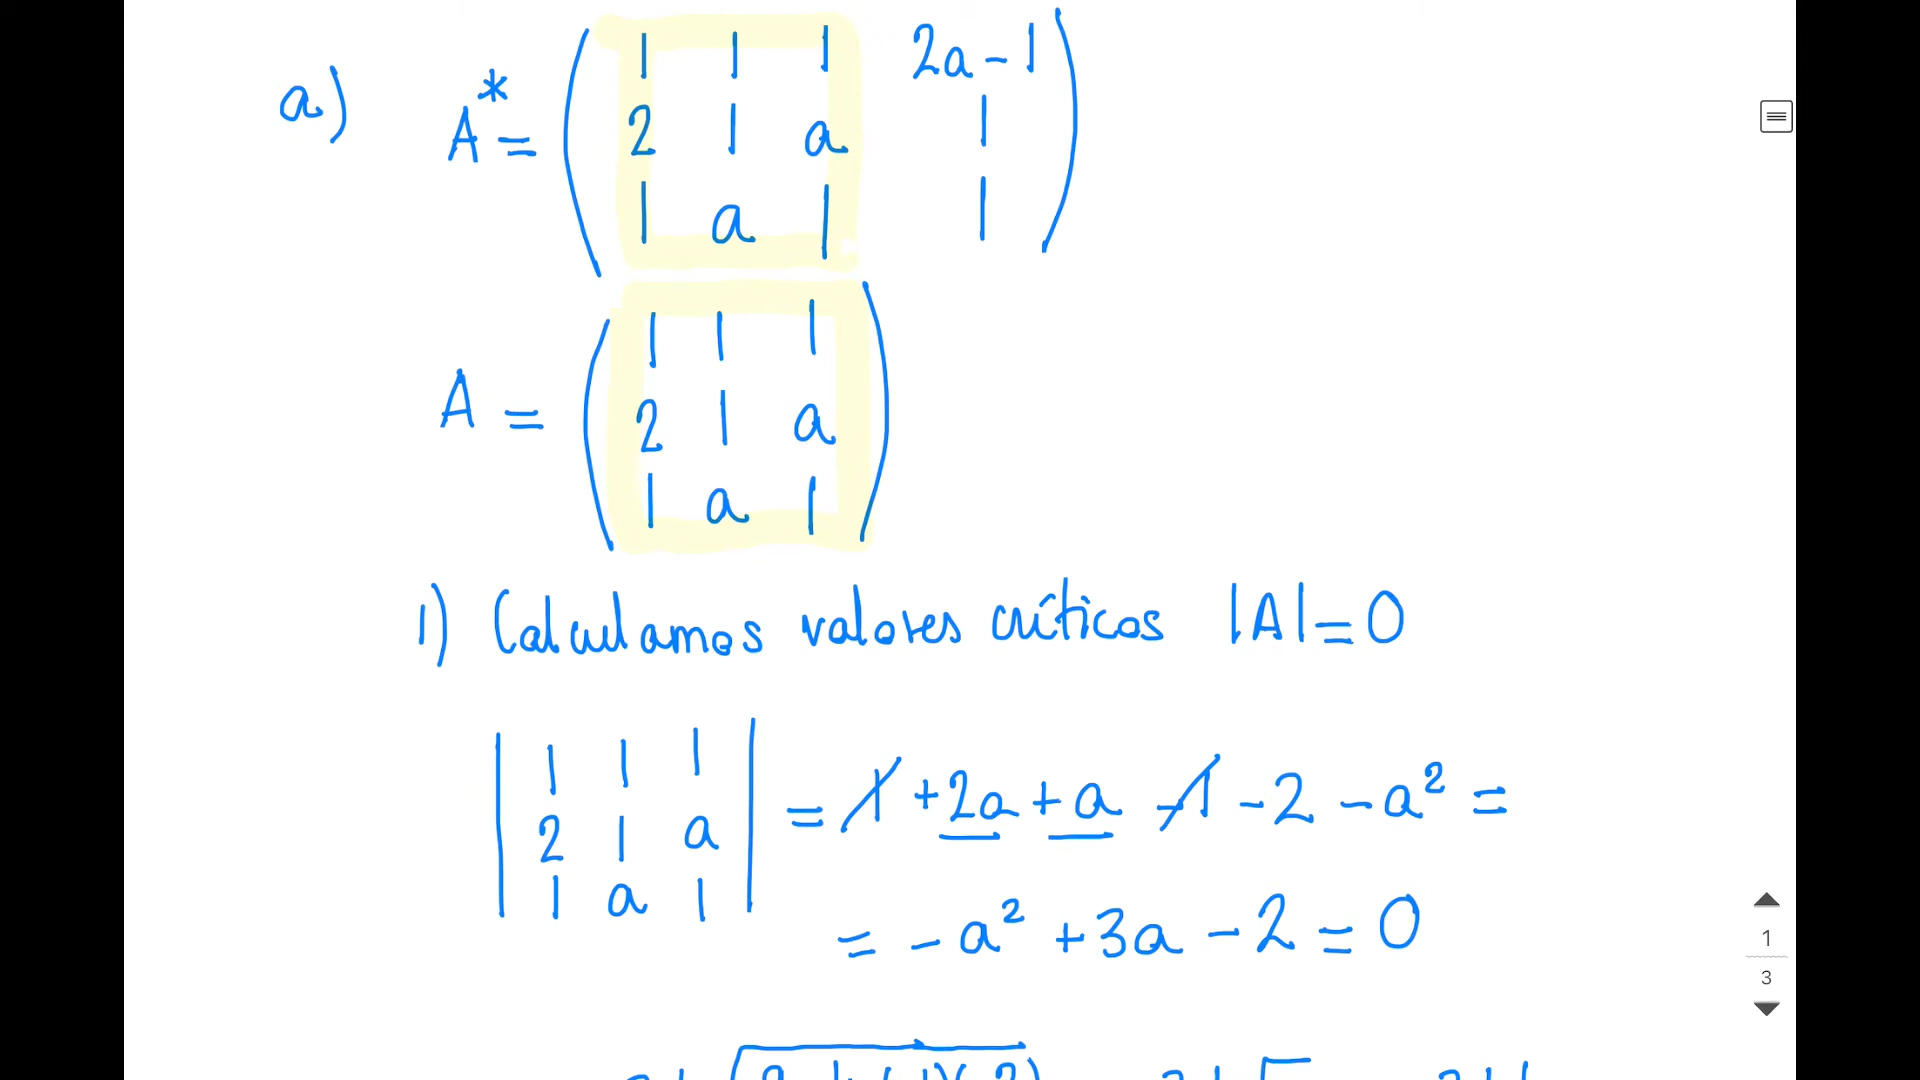 1 1 1 2a-1
a) A* = 2 1 a 1
1 a 1 1
1 1 1
A = 2 1 a
1 a 1
1) Calculamos valores críticos |A|=0
1 1 1
2 1 a = 1 +2a +a -1 -2 -a² =
1 a 1
= -a² +3a -2 = 0
1
3